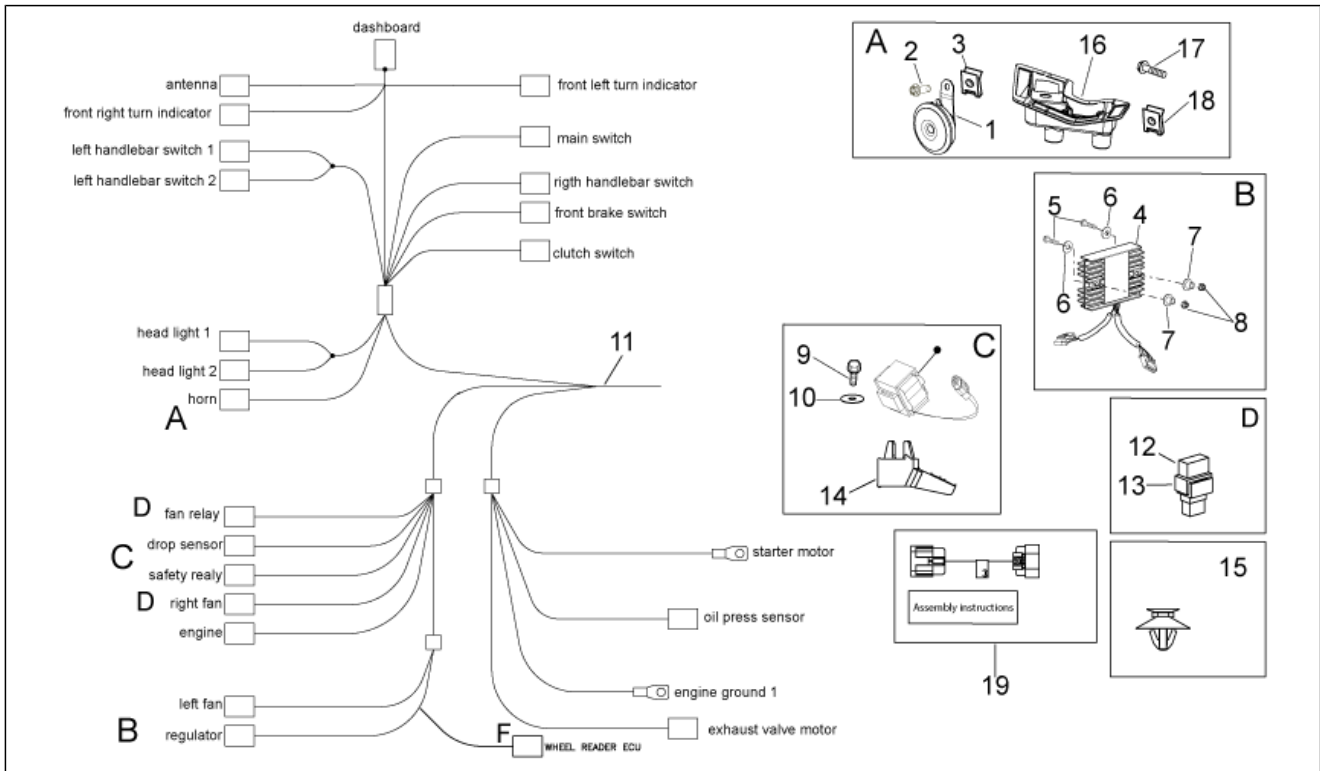 dashboard
antenna
front left turn indicator
front right turn indicator
main switch
left handlebar switch 1
left handlebar switch 2
rigth handlebar switch
front brake switch
clutch switch
head light 1
head light 2
horn
A
11
D fan relay
drop sensor
C
safety realy
D right fan
engine
left fan
B regulator
F WHEEL READER ECU
starter motor
oil press sensor
engine ground 1
exhaust valve motor
A
2
3
16
17
1
18
B
5
6
4
7
6
7
8
C
9
10
14
D
12
13
Assembly instructions
19
15